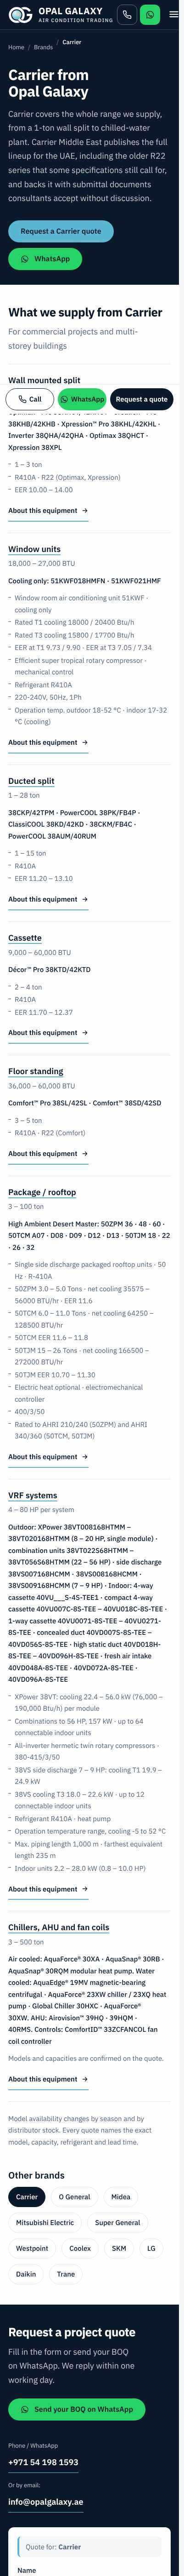 OPAL GALAXY
AIR CONDITION TRADING
Home / Brands / Carrier
Carrier from
Opal Galaxy
Carrier covers the whole range we supply,
from a 1-ton wall split to chilled-water
plant. Carrier Middle East publishes the full
lineup for the UAE, including the older R22
series that some specifications still call for,
and backs it with submittal documents
consultants accept without discussion.
Request a Carrier quote
WhatsApp
What we supply from Carrier
For commercial projects and multi-
storey buildings
Wall mounted split
Call
WhatsApp
Request a quote
38KHB/42KHB · Xpression™ Pro 38KHL/42KHL ·
Inverter 38QHA/42QHA · Optimax 38QHCT ·
Xpression 38XPL
– 1 – 3 ton
– R410A · R22 (Optimax, Xpression)
– EER 10.00 – 14.00
About this equipment →
Window units
18,000 – 27,000 BTU
Cooling only: 51KWF018HMFN · 51KWF021HMF
– Window room air conditioning unit 51KWF ·
cooling only
– Rated T1 cooling 18000 / 20400 Btu/h
– Rated T3 cooling 15800 / 17700 Btu/h
– EER at T1 9.73 / 9.90 · EER at T3 7.05 / 7.34
– Efficient super tropical rotary compressor ·
mechanical control
– Refrigerant R410A
– 220-240V, 50Hz, 1Ph
– Operation temp. outdoor 18-52 °C · indoor 17-32
°C (cooling)
About this equipment →
Ducted split
1 – 28 ton
38CKP/42TPM · PowerCOOL 38PK/FB4P ·
ClassiCOOL 38KD/42KD · 38CKM/FB4C ·
PowerCOOL 38AUM/40RUM
– 1 – 15 ton
– R410A
– EER 11.20 – 13.10
About this equipment →
Cassette
9,000 – 60,000 BTU
Décor™ Pro 38KTD/42KTD
– 2 – 4 ton
– R410A
– EER 11.70 – 12.37
About this equipment →
Floor standing
36,000 – 60,000 BTU
Comfort™ Pro 38SL/42SL · Comfort™ 38SD/42SD
– 3 – 5 ton
– R410A · R22 (Comfort)
About this equipment →
Package / rooftop
3 – 100 ton
High Ambient Desert Master: 50ZPM 36 · 48 · 60 ·
50TCM A07 · D08 · D09 · D12 · D13 · 50TJM 18 · 22
· 26 · 32
– Single side discharge packaged rooftop units · 50
Hz · R-410A
– 50ZPM 3.0 – 5.0 Tons · net cooling 35575 –
56000 BTU/hr · EER 11.6
– 50TCM 6.0 – 11.0 Tons · net cooling 64250 –
128500 BTU/hr
– 50TCM EER 11.6 – 11.8
– 50TJM 15 – 26 Tons · net cooling 166500 –
272000 BTU/hr
– 50TJM EER 10.70 – 11.30
– Electric heat optional · electromechanical
controller
– 400/3/50
– Rated to AHRI 210/240 (50ZPM) and AHRI
340/360 (50TCM, 50TJM)
About this equipment →
VRF systems
4 – 80 HP per system
Outdoor: XPower 38VT008168HTMM –
38VT020168HTMM (8 – 20 HP, single module) ·
combination units 38VT022S68HTMM –
38VT056S68HTMM (22 – 56 HP) · side discharge
38VS007168HCMM · 38VS008168HCMM ·
38VS009168HCMM (7 – 9 HP) · Indoor: 4-way
cassette 40VU___S-4S-TEE1 · compact 4-way
cassette 40VU007C-8S-TEE – 40VU018C-8S-TEE ·
1-way cassette 40VU0071-8S-TEE – 40VU0271-
8S-TEE · concealed duct 40VD007S-8S-TEE –
40VD056S-8S-TEE · high static duct 40VD018H-
8S-TEE – 40VD096H-8S-TEE · fresh air intake
40VD048A-8S-TEE · 40VD072A-8S-TEE ·
40VD096A-8S-TEE
– XPower 38VT: cooling 22.4 – 56.0 kW (76,000 –
190,000 Btu/h) per module
– Combinations to 56 HP, 157 kW · up to 64
connectable indoor units
– All-inverter hermetic twin rotary compressors ·
380-415/3/50
– 38VS side discharge 7 – 9 HP: cooling T1 19.9 –
24.9 kW
– 38VS cooling T3 18.0 – 22.6 kW · up to 12
connectable indoor units
– Refrigerant R410A · heat pump
– Operation temperature range, cooling -5 to 52 °C
– Max. piping length 1,000 m · farthest equivalent
length 235 m
– Indoor units 2.2 – 28.0 kW (0.8 – 10.0 HP)
About this equipment →
Chillers, AHU and fan coils
3 – 500 ton
Air cooled: AquaForce® 30XA · AquaSnap® 30RB ·
AquaSnap® 30RQM modular heat pump. Water
cooled: AquaEdge® 19MV magnetic-bearing
centrifugal · AquaForce® 23XW chiller / 23XQ heat
pump · Global Chiller 30HXC · AquaForce®
30XW. AHU: Airovision™ 39HQ · 39HQM ·
40RMS. Controls: ComfortID™ 33ZCFANCOL fan
coil controller
Models and capacities are confirmed on the quote.
About this equipment →
Model availability changes by season and by
distributor stock. Every quote names the exact
model, capacity, refrigerant and lead time.
Other brands
Carrier
O General
Midea
Mitsubishi Electric
Super General
Westpoint
Coolex
SKM
LG
Daikin
Trane
Request a project quote
Fill in the form or send your BOQ
on WhatsApp. We reply within one
working day.
Send your BOQ on WhatsApp
Phone / WhatsApp
+971 54 198 1593
Or by email:
info@opalgalaxy.ae
Quote for: Carrier
Name